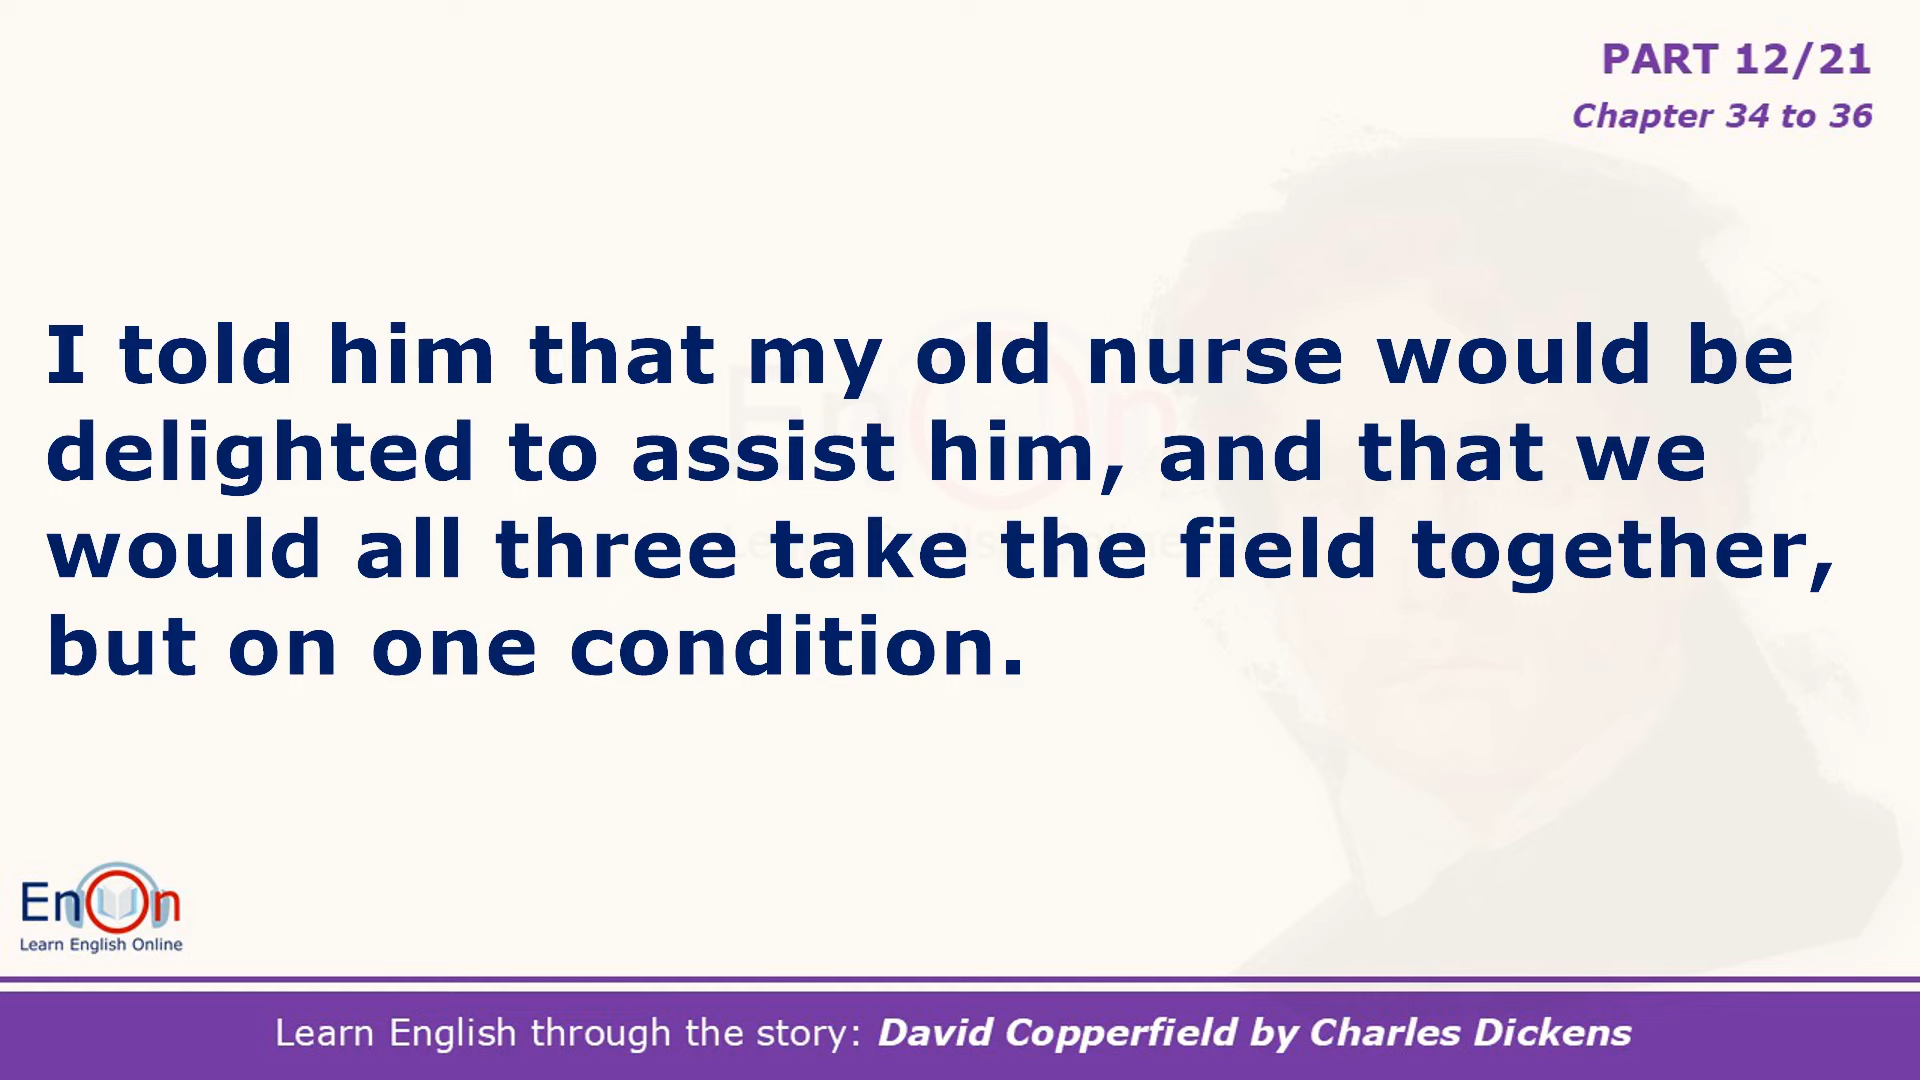 PART 12/21
Chapter 34 to 36
I told him that my old nurse would be
delighted to assist him, and that we
would all three take the field together,
but on one condition.
EnOn
Learn English Online
Learn English through the story: David Copperfield by Charles Dickens